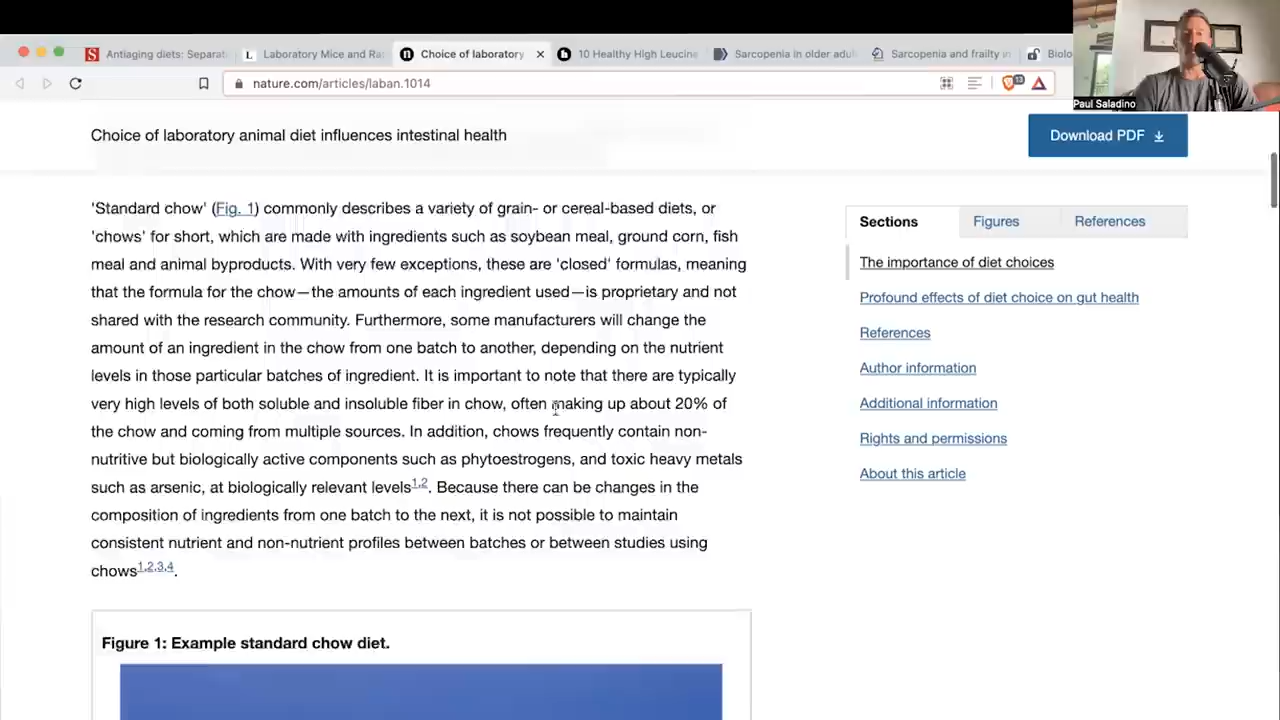 Antiaging diets: Separat
Laboratory Mice and Ra
Choice of laboratory
10 Healthy High Leucine
Sarcopenia in older adul
Sarcopenia and frailty in
Biolo
nature.com/articles/laban.1014
13
Paul Saladino
Choice of laboratory animal diet influences intestinal health
Download PDF
'Standard chow' (Fig. 1) commonly describes a variety of grain- or cereal-based diets, or
'chows' for short, which are made with ingredients such as soybean meal, ground corn, fish
meal and animal byproducts. With very few exceptions, these are 'closed' formulas, meaning
that the formula for the chow—the amounts of each ingredient used—is proprietary and not
shared with the research community. Furthermore, some manufacturers will change the
amount of an ingredient in the chow from one batch to another, depending on the nutrient
levels in those particular batches of ingredient. It is important to note that there are typically
very high levels of both soluble and insoluble fiber in chow, often making up about 20% of
the chow and coming from multiple sources. In addition, chows frequently contain non-
nutritive but biologically active components such as phytoestrogens, and toxic heavy metals
such as arsenic, at biologically relevant levels1,2. Because there can be changes in the
composition of ingredients from one batch to the next, it is not possible to maintain
consistent nutrient and non-nutrient profiles between batches or between studies using
chows1,2,3,4.
Figure 1: Example standard chow diet.
Sections
Figures
References
The importance of diet choices
Profound effects of diet choice on gut health
References
Author information
Additional information
Rights and permissions
About this article